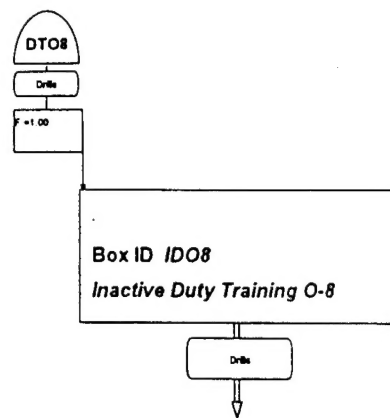 DTO8
Drills
F =1.00
Box ID IDO8
Inactive Duty Training O-8
Drills